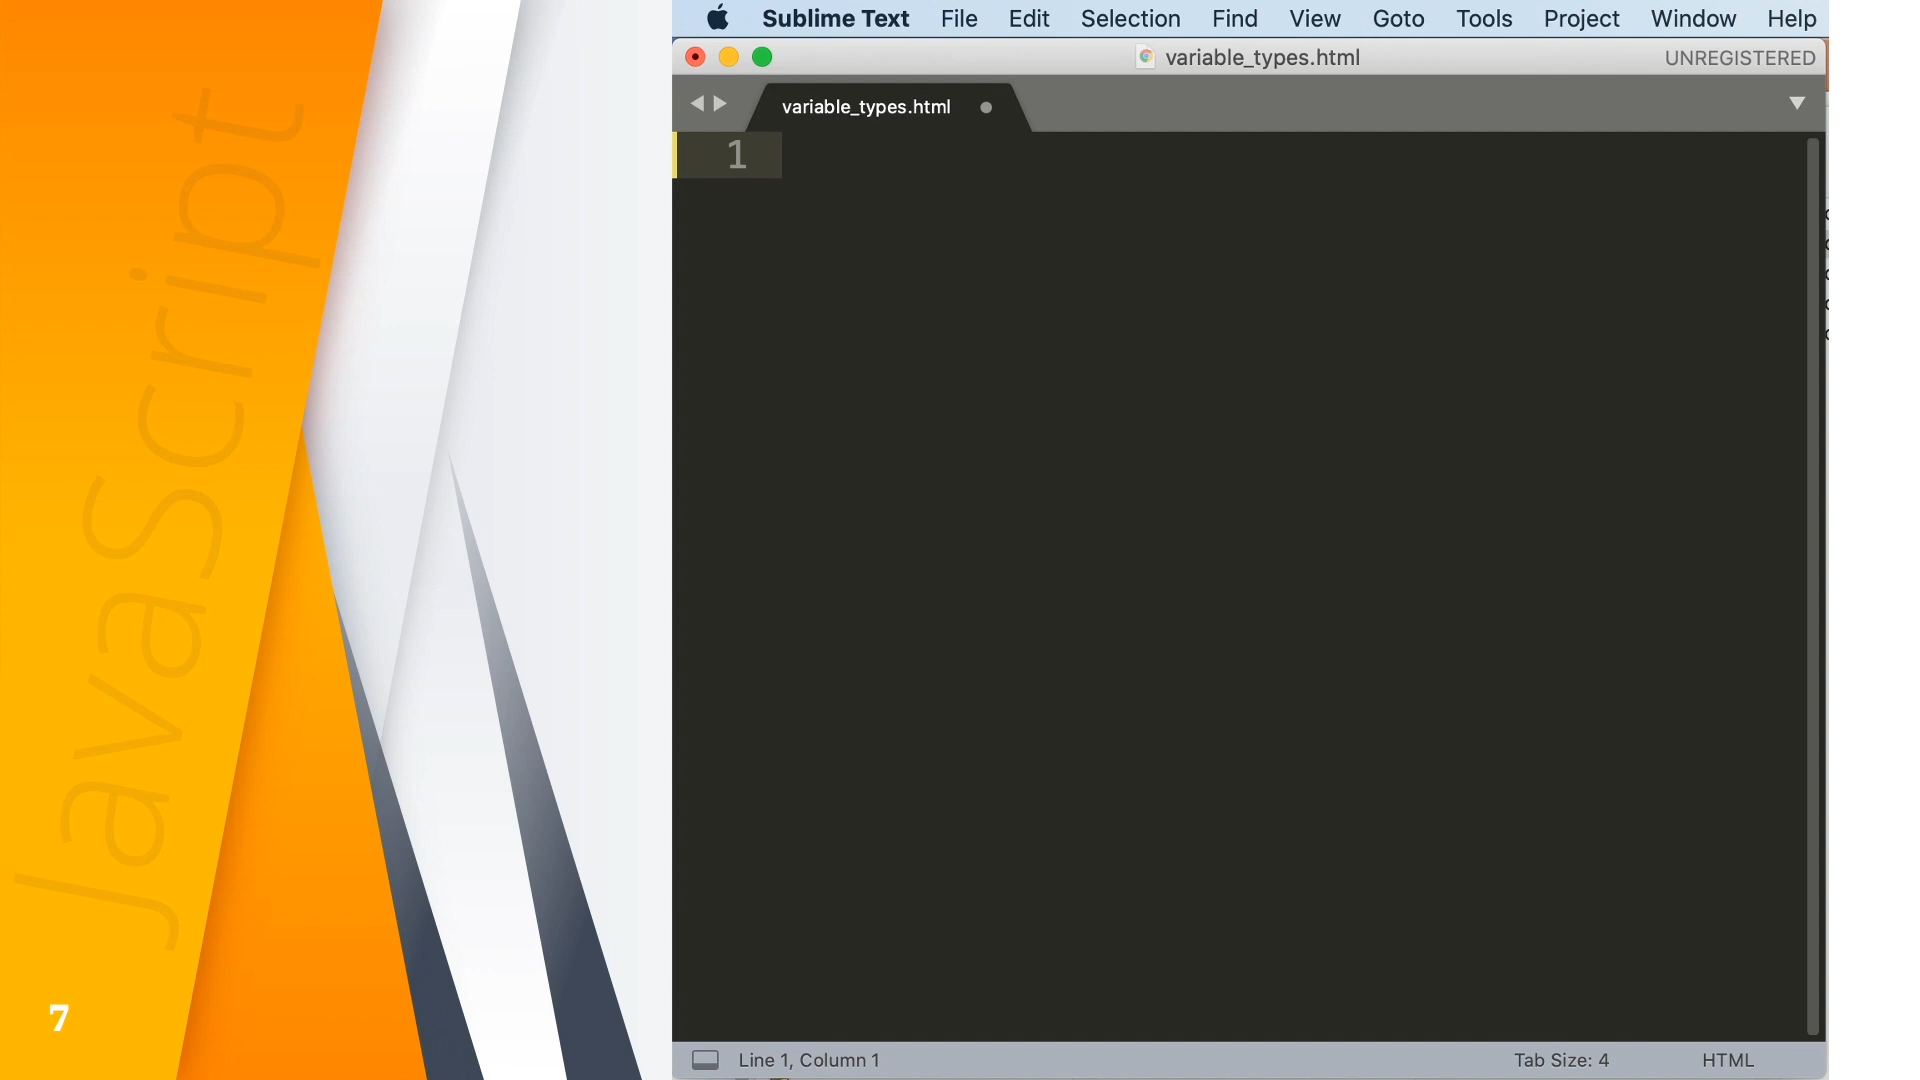 JavaScript
7
Sublime Text File Edit Selection Find View Goto Tools Project Window Help
variable_types.html
UNREGISTERED
variable_types.html
1
Line 1, Column 1
Tab Size: 4
HTML